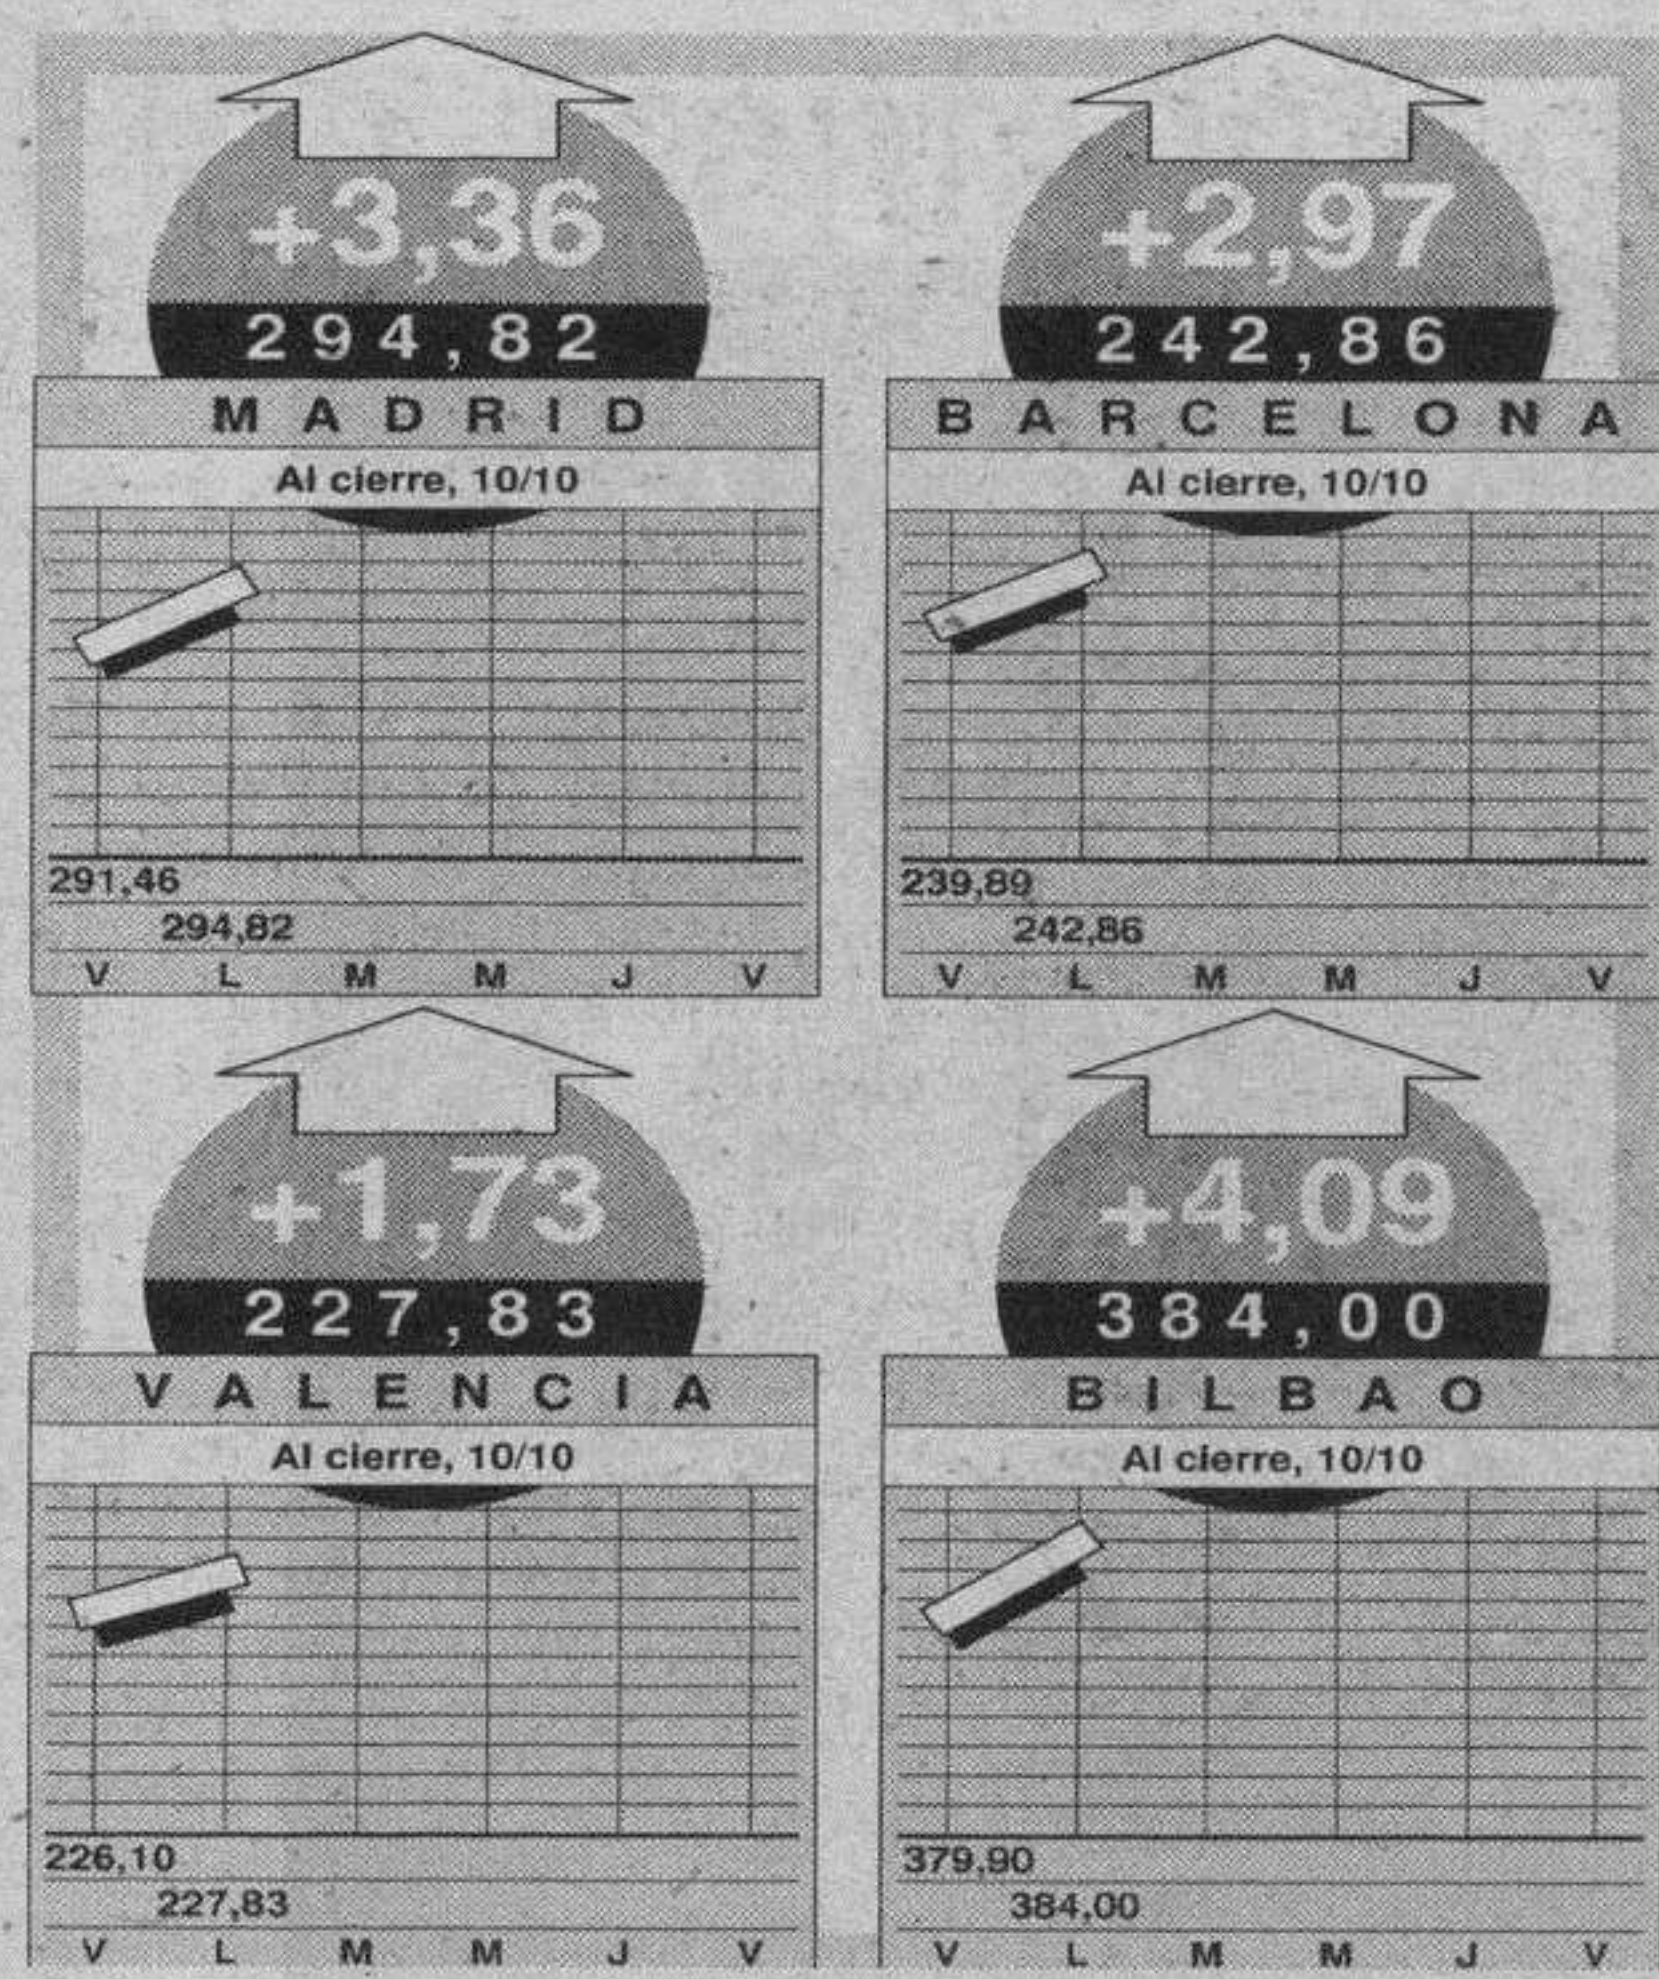 +3,36
294,82
MADRID
Al cierre, 10/10
291,46
294,82
V L M M J V
+2,97
242,86
BARCELONA
Al cierre, 10/10
239,89
242,86
V L M M J V
+1,73
227,83
VALENCIA
Al cierre, 10/10
226,10
227,83
V L M M J V
+4,09
384,00
BILBAO
Al cierre, 10/10
379,90
384,00
V L M M J V